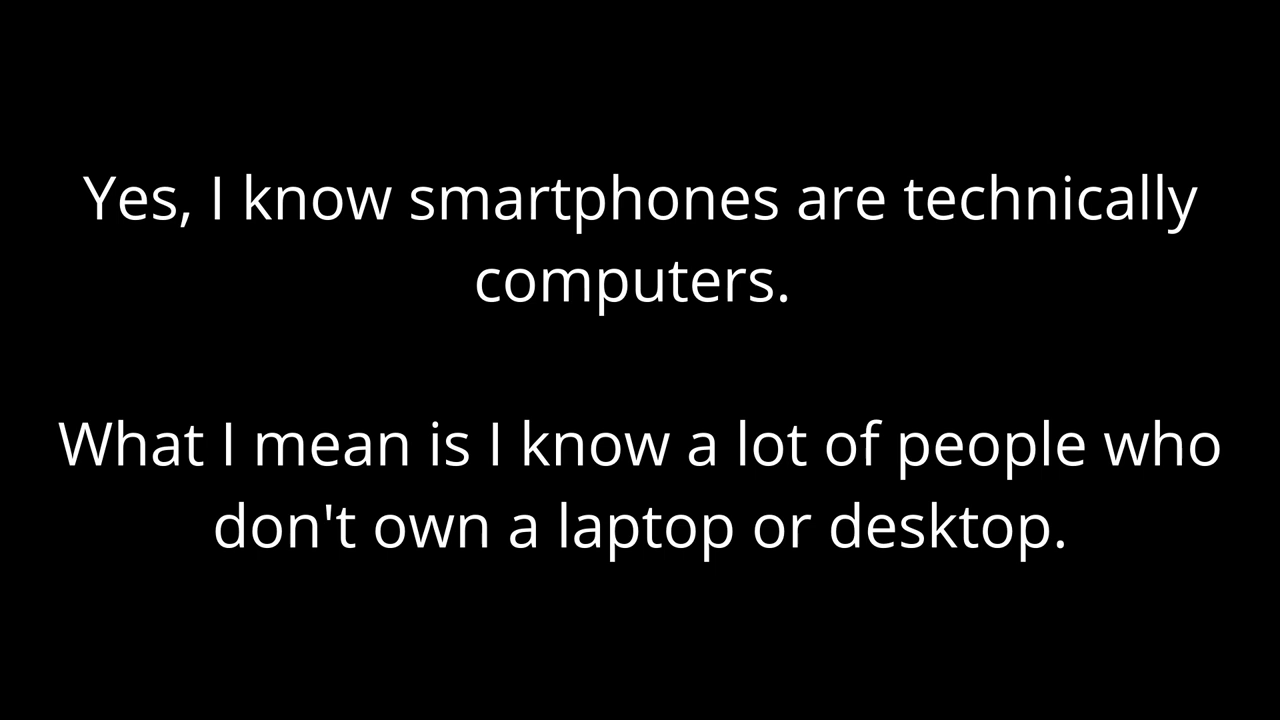 Yes, I know smartphones are technically
computers.
What I mean is I know a lot of people who
don't own a laptop or desktop.